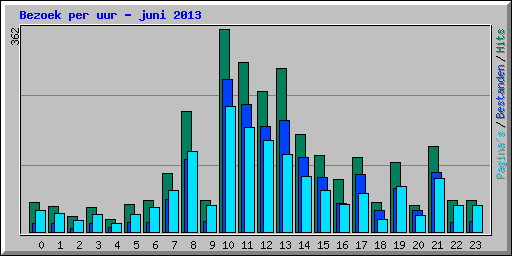 Bezoek per uur - juni 2013
362
Pagina's / Bestanden / Hits
0 1 2 3 4 5 6 7 8 9 10 11 12 13 14 15 16 17 18 19 20 21 22 23